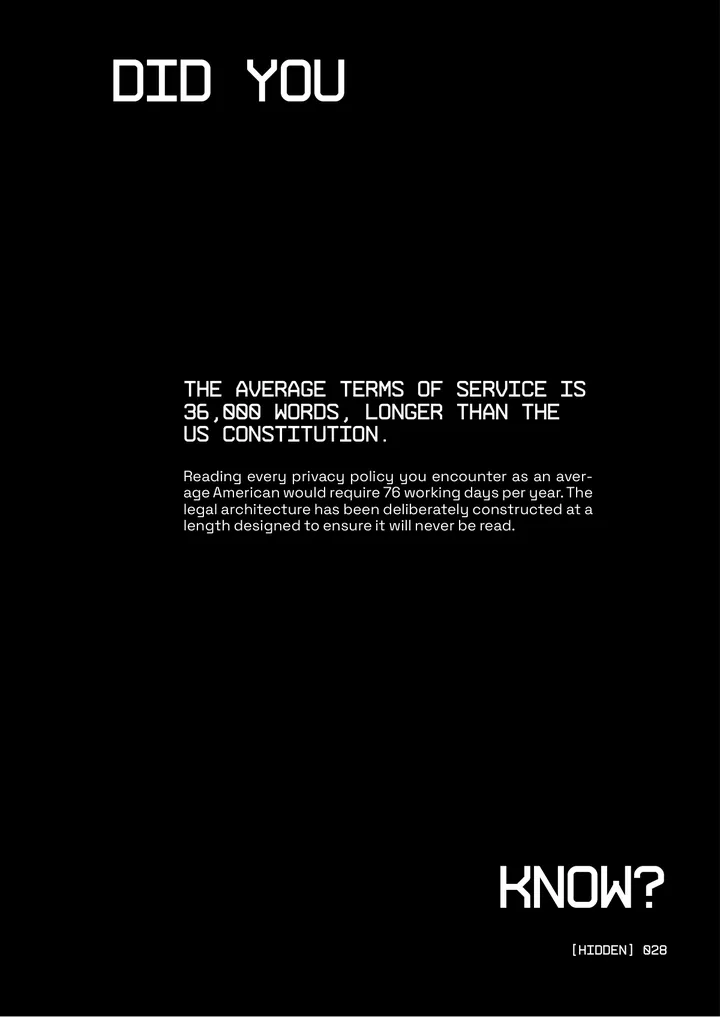 DID YOU
THE AVERAGE TERMS OF SERVICE IS
36,000 WORDS, LONGER THAN THE
US CONSTITUTION.
Reading every privacy policy you encounter as an aver-
age American would require 76 working days per year. The
legal architecture has been deliberately constructed at a
length designed to ensure it will never be read.
KNOW?
[HIDDEN] 028